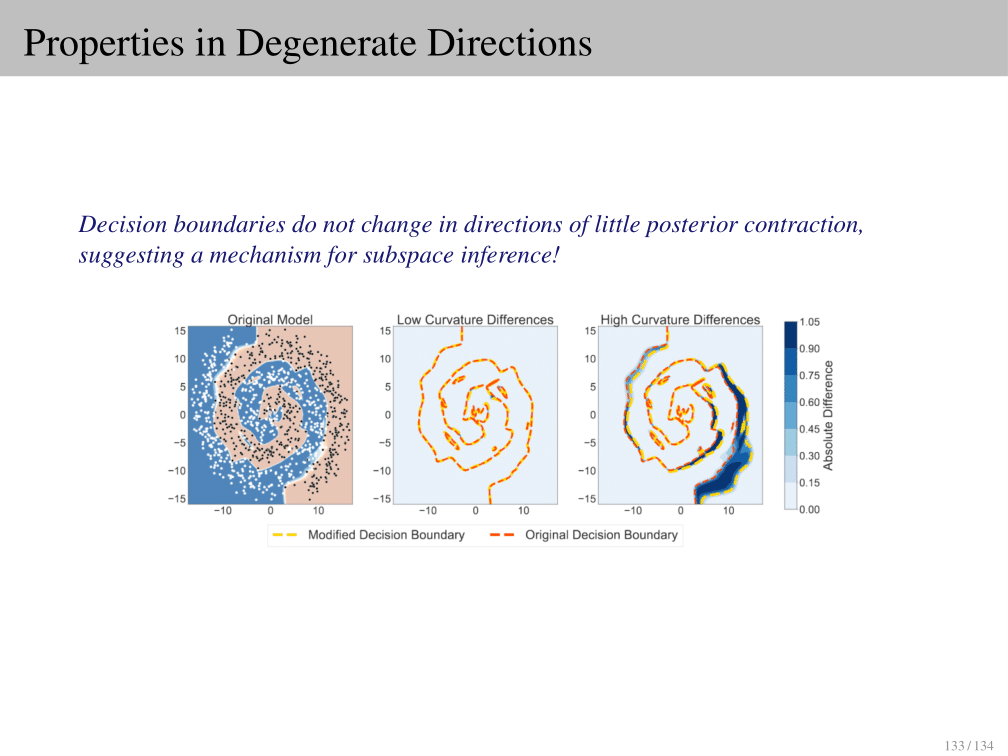 Properties in Degenerate Directions
Decision boundaries do not change in directions of little posterior contraction,
suggesting a mechanism for subspace inference!
Original Model
Low Curvature Differences
High Curvature Differences
15
10
5
0
−5
−10
−15
−10 0 10
15
10
5
0
−5
−10
−15
−10 0 10
15
10
5
0
−5
−10
−15
−10 0 10
1.05
0.90
0.75
0.60
0.45
0.30
0.15
0.00
Absolute Difference
Modified Decision Boundary
Original Decision Boundary
133 / 134